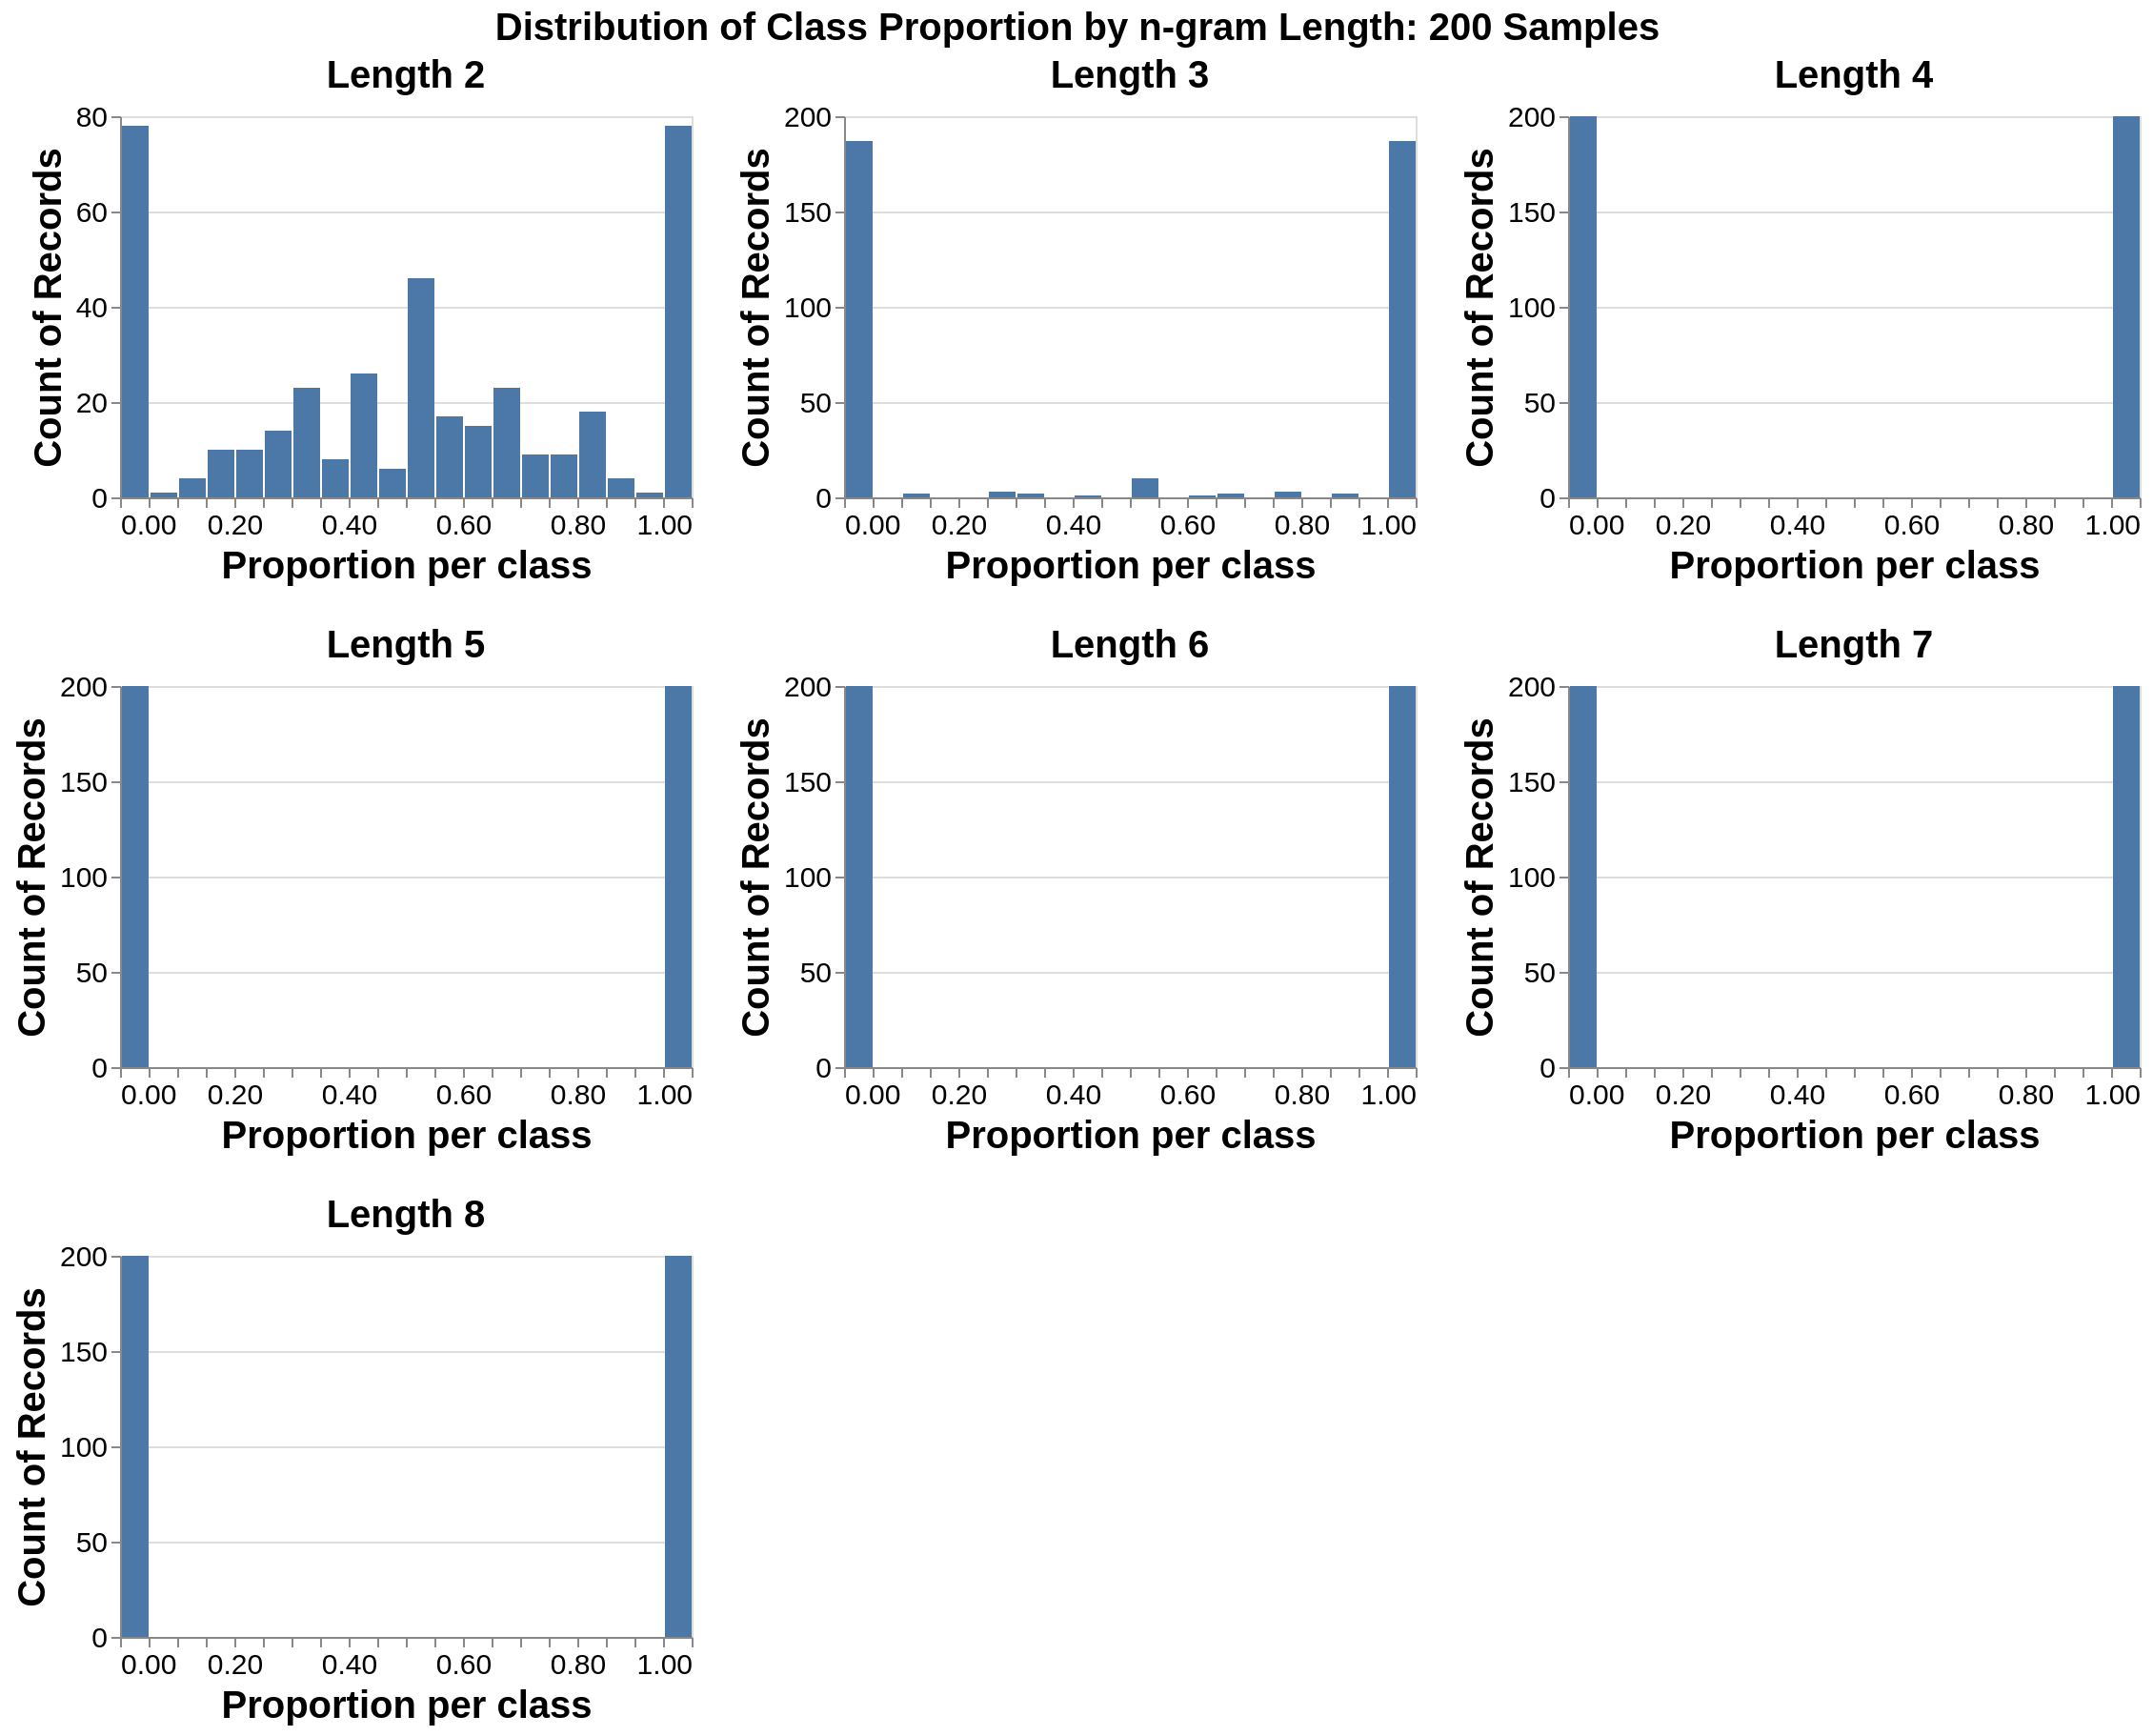 Distribution of Class Proportion by n-gram Length: 200 Samples
Length 2
Count of Records
80
60
40
20
0
0.00 0.20 0.40 0.60 0.80 1.00
Proportion per class
Length 3
Count of Records
200
150
100
50
0
0.00 0.20 0.40 0.60 0.80 1.00
Proportion per class
Length 4
Count of Records
200
150
100
50
0
0.00 0.20 0.40 0.60 0.80 1.00
Proportion per class
Length 5
Count of Records
200
150
100
50
0
0.00 0.20 0.40 0.60 0.80 1.00
Proportion per class
Length 6
Count of Records
200
150
100
50
0
0.00 0.20 0.40 0.60 0.80 1.00
Proportion per class
Length 7
Count of Records
200
150
100
50
0
0.00 0.20 0.40 0.60 0.80 1.00
Proportion per class
Length 8
Count of Records
200
150
100
50
0
0.00 0.20 0.40 0.60 0.80 1.00
Proportion per class